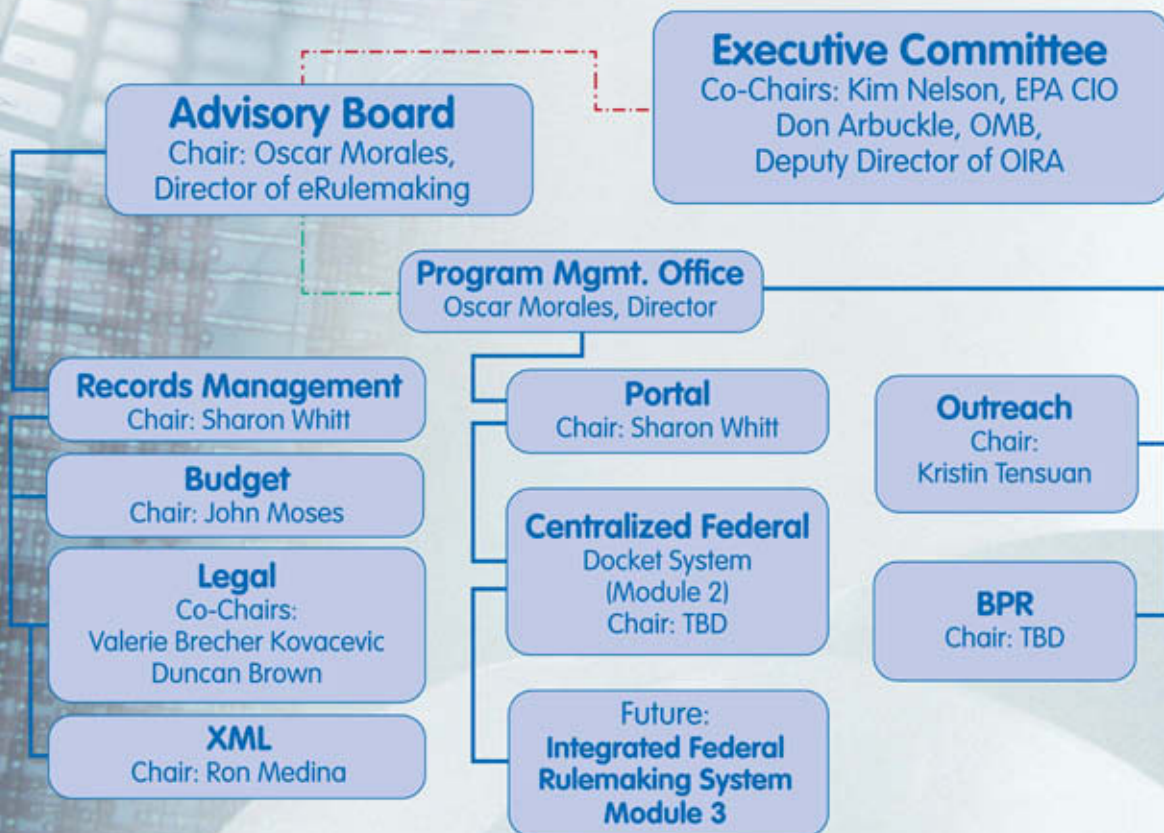 Executive Committee
Co-Chairs: Kim Nelson, EPA CIO
Don Arbuckle, OMB,
Deputy Director of OIRA
Advisory Board
Chair: Oscar Morales,
Director of eRulemaking
Program Mgmt. Office
Oscar Morales, Director
Records Management
Chair: Sharon Whitt
Budget
Chair: John Moses
Legal
Co-Chairs:
Valerie Brecher Kovacevic
Duncan Brown
XML
Chair: Ron Medina
Portal
Chair: Sharon Whitt
Centralized Federal
Docket System
(Module 2)
Chair: TBD
Future:
Integrated Federal
Rulemaking System
Module 3
Outreach
Chair:
Kristin Tensuan
BPR
Chair: TBD